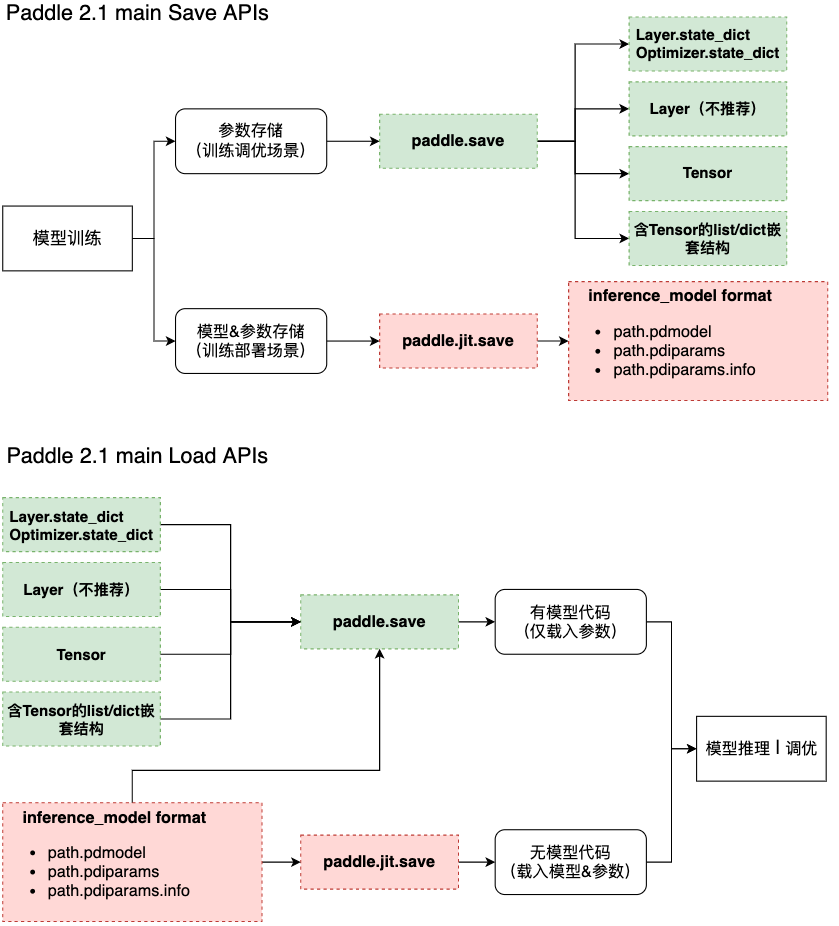 Paddle 2.1 main Save APIs
模型训练
参数存储
(训练调优场景)
paddle.save
Layer.state_dict
Optimizer.state_dict
Layer（不推荐）
Tensor
含Tensor的list/dict嵌
套结构
模型&参数存储
(训练部署场景)
paddle.jit.save
inference_model format
• path.pdmodel
• path.pdiparams
• path.pdiparams.info
Paddle 2.1 main Load APIs
Layer.state_dict
Optimizer.state_dict
Layer（不推荐）
Tensor
含Tensor的list/dict嵌
套结构
paddle.save
有模型代码
(仅载入参数)
inference_model format
• path.pdmodel
• path.pdiparams
• path.pdiparams.info
paddle.jit.save
无模型代码
(载入模型&参数)
模型推理 | 调优